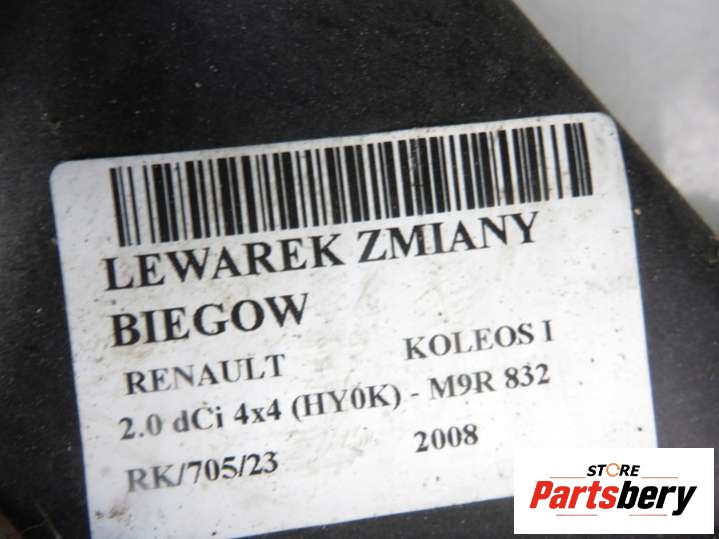 LEWAREK ZMIANY
BIEGOW
RENAULT KOLEOS I
2.0 dCi 4x4 (HY0K) - M9R 832
RK/705/23 2008
STORE
Partsbery